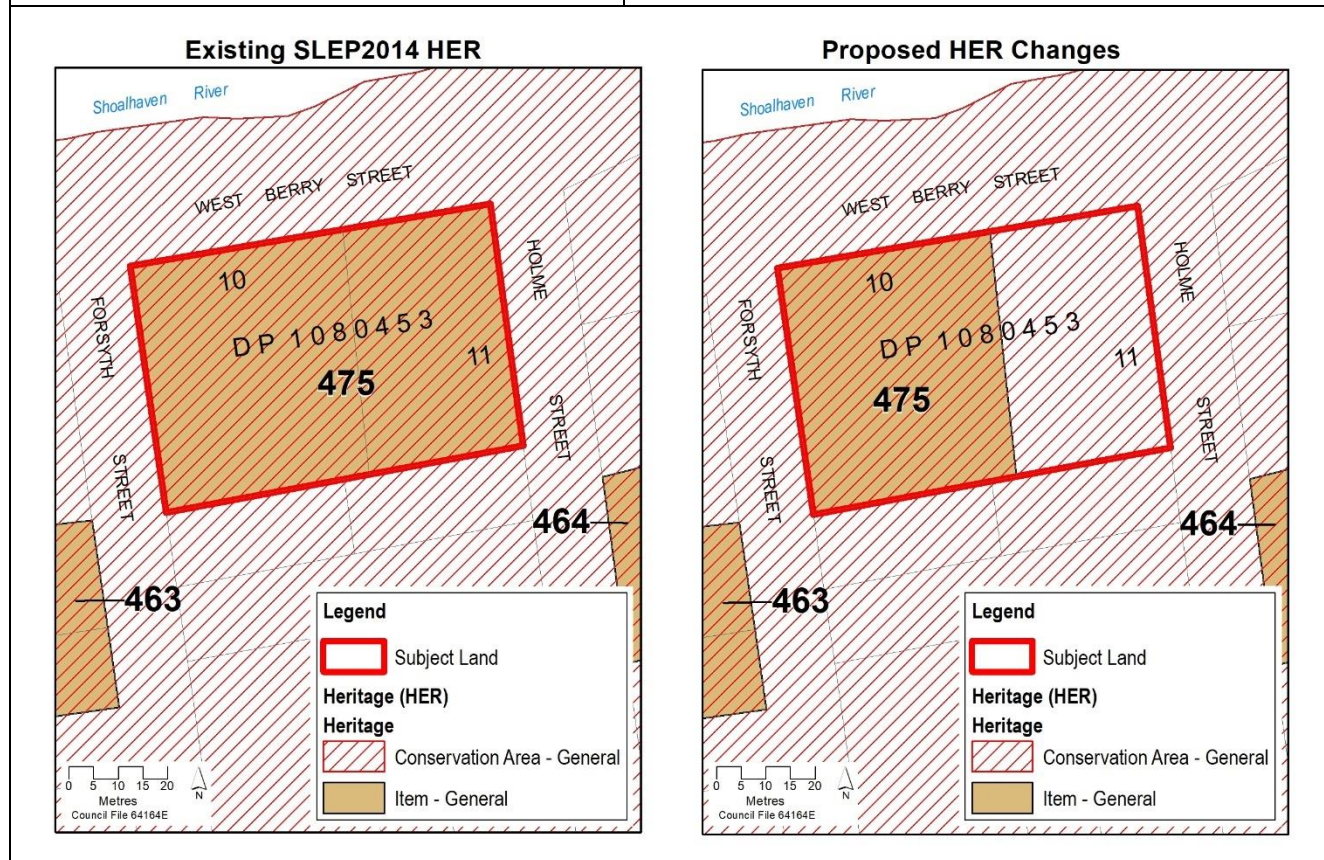 Existing SLEP2014 HER
Shoalhaven River
WEST BERRY STREET
FORSYTH STREET
HOLME STREET
10
DP 1080453
11
475
464
463
Legend
Subject Land
Heritage (HER)
Heritage
Conservation Area - General
Item - General
0 5 10 15 20
Metres
N
Council File 64164E
Proposed HER Changes
Shoalhaven River
WEST BERRY STREET
FORSYTH STREET
HOLME STREET
10
DP 1080453
11
475
464
463
Legend
Subject Land
Heritage (HER)
Heritage
Conservation Area - General
Item - General
0 5 10 15 20
Metres
N
Council File 64164E